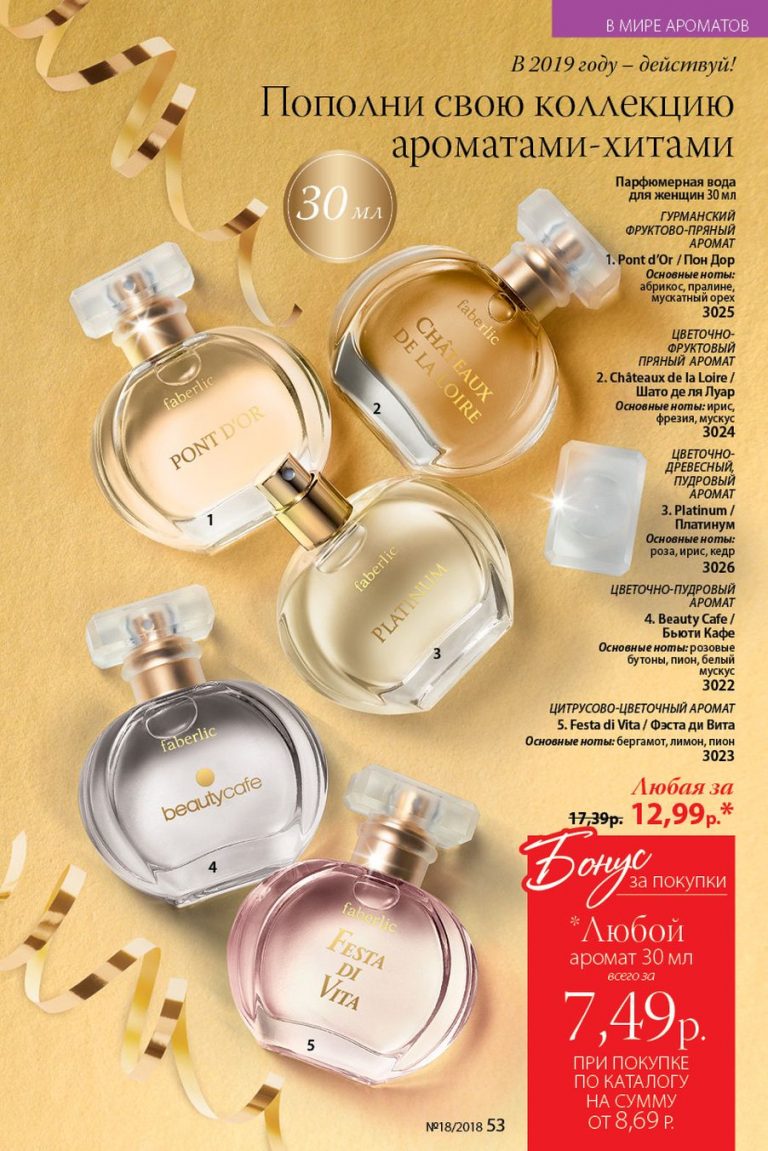 В МИРЕ АРОМАТОВ
В 2019 году – действуй!
Пополни свою коллекцию
ароматами-хитами
30 мл
Парфюмерная вода
для женщин 30 мл
ГУРМАНСКИЙ
ФРУКТОВО-ПРЯНЫЙ
АРОМАТ
1. Pont d'Or / Пон Дор
Основные ноты:
абрикос, пралине,
мускатный орех
3025
ЦВЕТОЧНО-
ФРУКТОВЫЙ
ПРЯНЫЙ АРОМАТ
2. Châteaux de la Loire /
Шато де ля Луар
Основные ноты: ирис,
фрезия, мускус
3024
ЦВЕТОЧНО-
ДРЕВЕСНЫЙ,
ПУДРОВЫЙ
АРОМАТ
3. Platinum /
Платинум
Основные ноты:
роза, ирис, кедр
3026
ЦВЕТОЧНО-ПУДРОВЫЙ
АРОМАТ
4. Beauty Cafe /
Бьюти Кафе
Основные ноты: розовые
бутоны, пион, белый
мускус
3022
ЦИТРУСОВО-ЦВЕТОЧНЫЙ АРОМАТ
5. Festa di Vita / Фэста ди Вита
Основные ноты: бергамот, лимон, пион
3023
Любая за
17,39р. 12,99р.*
Бонус
за покупки
*Любой
аромат 30 мл
всего за
7,49р.
ПРИ ПОКУПКЕ
ПО КАТАЛОГУ
НА СУММУ
ОТ 8,69 Р.
faberlic
PONT D'OR
1
faberlic
CHÂTEAUX
DE LA LOIRE
2
faberlic
PLATINUM
3
faberlic
beautycafe
4
faberlic
FESTA
DI
VITA
5
№18/2018 53